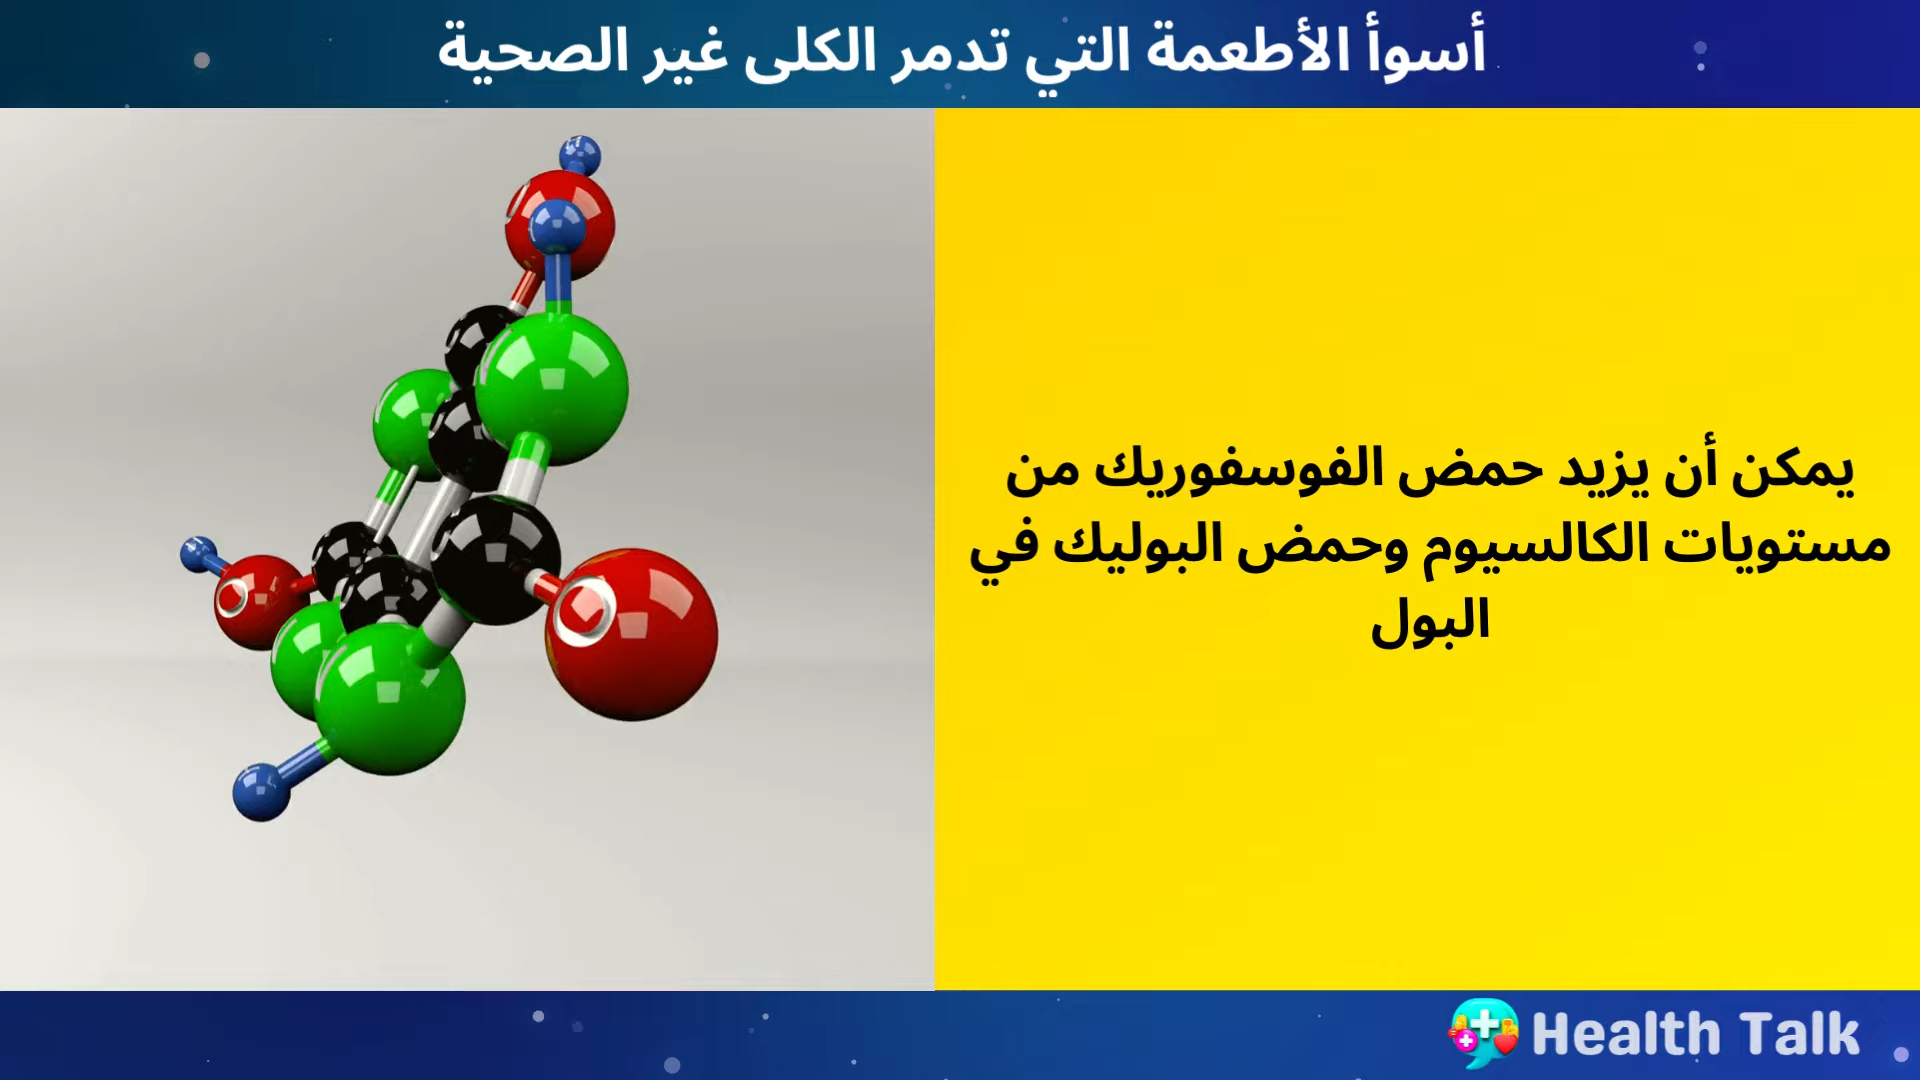 أسوأ الأطعمة التي تدمر الكلى غير الصحية
يمكن أن يزيد حمض الفوسفوريك من
مستويات الكالسيوم وحمض البوليك في
البول
Health Talk